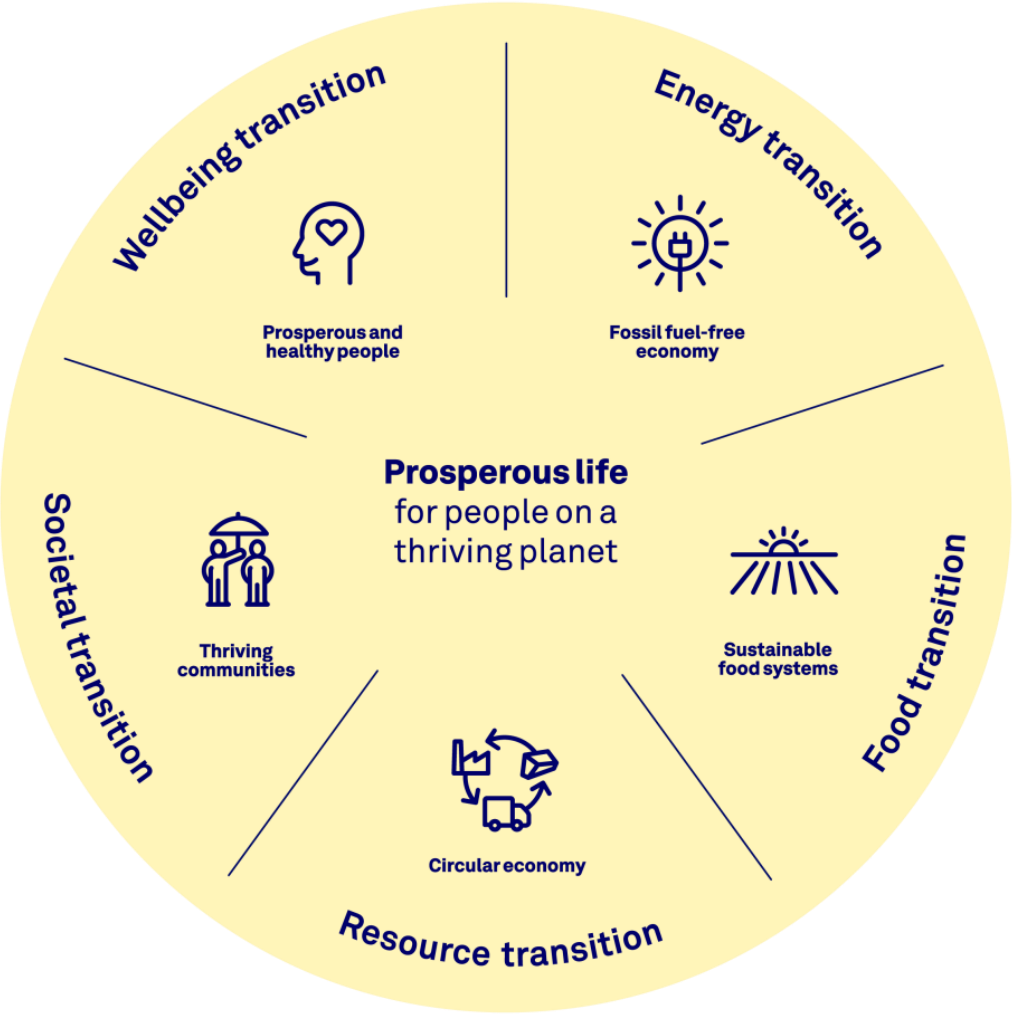 Wellbeing transition
Prosperous and
healthy people
Energy transition
Fossil fuel-free
economy
Prosperous life
for people on a
thriving planet
Societal transition
Thriving
communities
Food transition
Sustainable
food systems
Circular economy
Resource transition